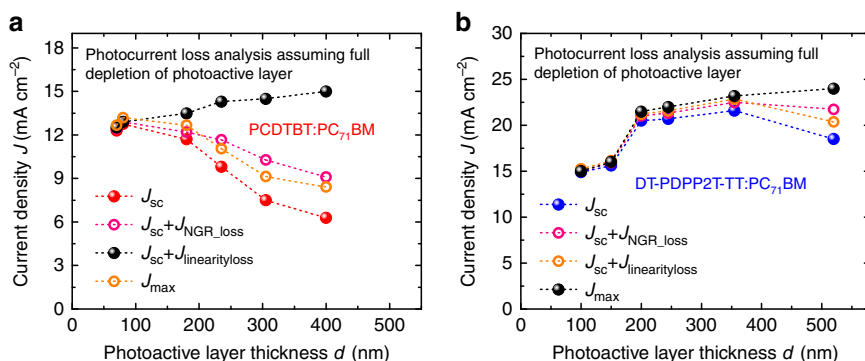 a
Current density J (mA cm−2)
18
15
12
9
6
3
0
Photocurrent loss analysis assuming full
depletion of photoactive layer
PCDTBT:PC71BM
Jsc
Jsc+JNGR_loss
Jsc+Jlinearityloss
Jmax
0 100 200 300 400 500
Photoactive layer thickness d (nm)
b
Current density J (mA cm−2)
30
25
20
15
10
5
0
Photocurrent loss analysis assuming full
depletion of photoactive layer
DT-PDPP2T-TT:PC71BM
Jsc
Jsc+JNGR_loss
Jsc+Jlinearityloss
Jmax
0 100 200 300 400 500
Photoactive layer thickness d (nm)